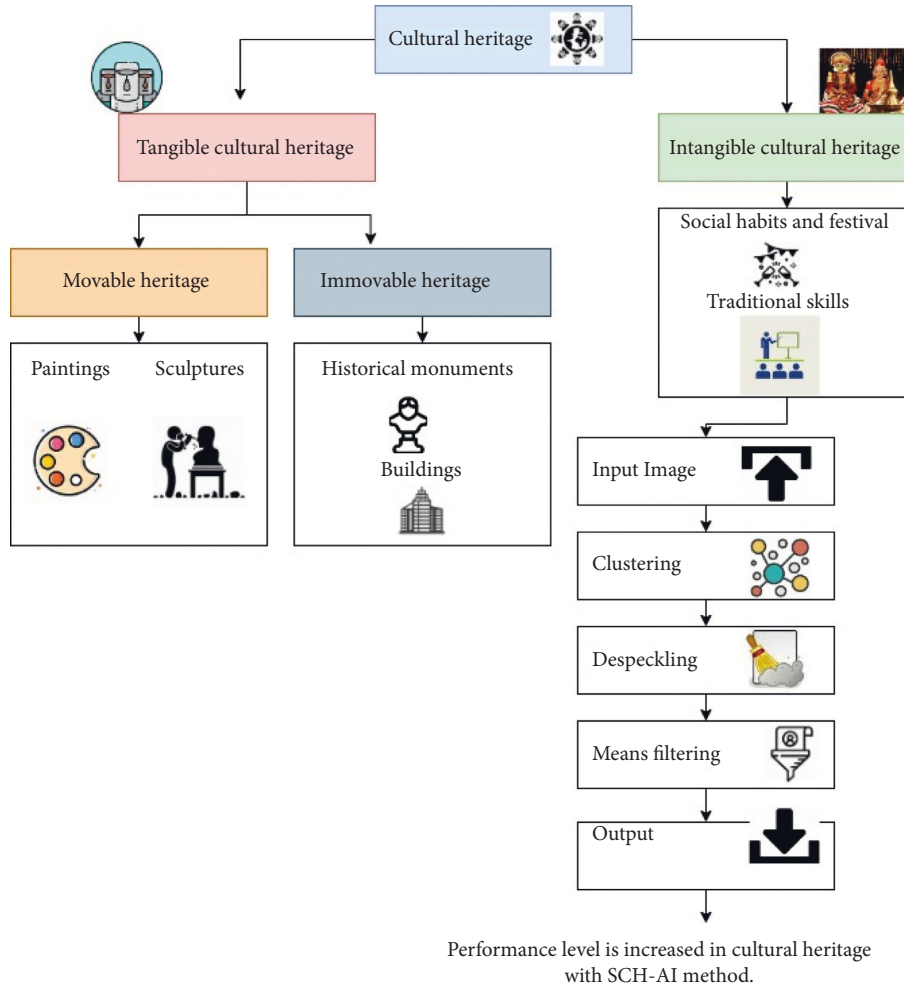 Cultural heritage
Tangible cultural heritage
Intangible cultural heritage
Movable heritage
Immovable heritage
Social habits and festival
Traditional skills
Paintings
Sculptures
Historical monuments
Buildings
Input Image
Clustering
Despeckling
Means filtering
Output
Performance level is increased in cultural heritage
with SCH-AI method.